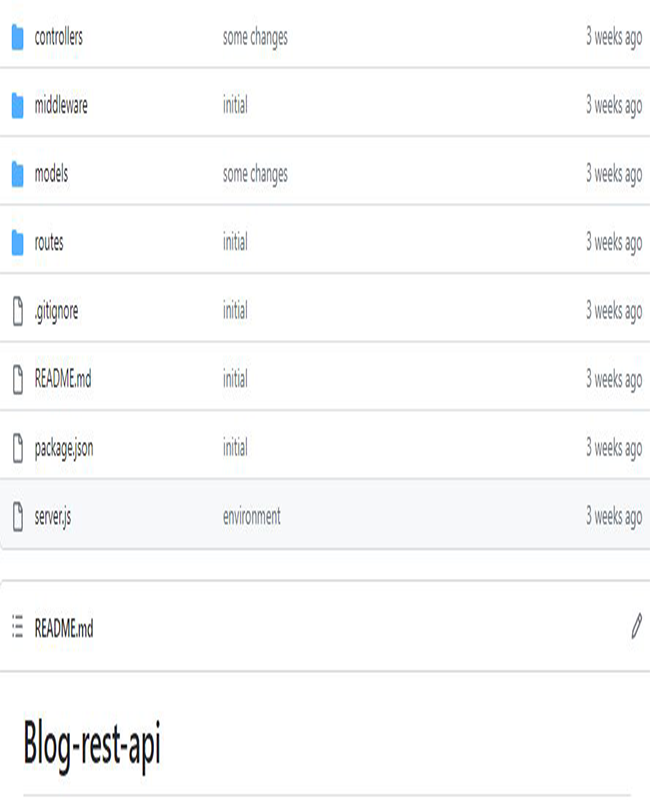 controllers some changes 3 weeks ago
middleware initial 3 weeks ago
models some changes 3 weeks ago
routes initial 3 weeks ago
.gitignore initial 3 weeks ago
README.md initial 3 weeks ago
package.json initial 3 weeks ago
server.js environment 3 weeks ago
README.md
Blog-rest-api